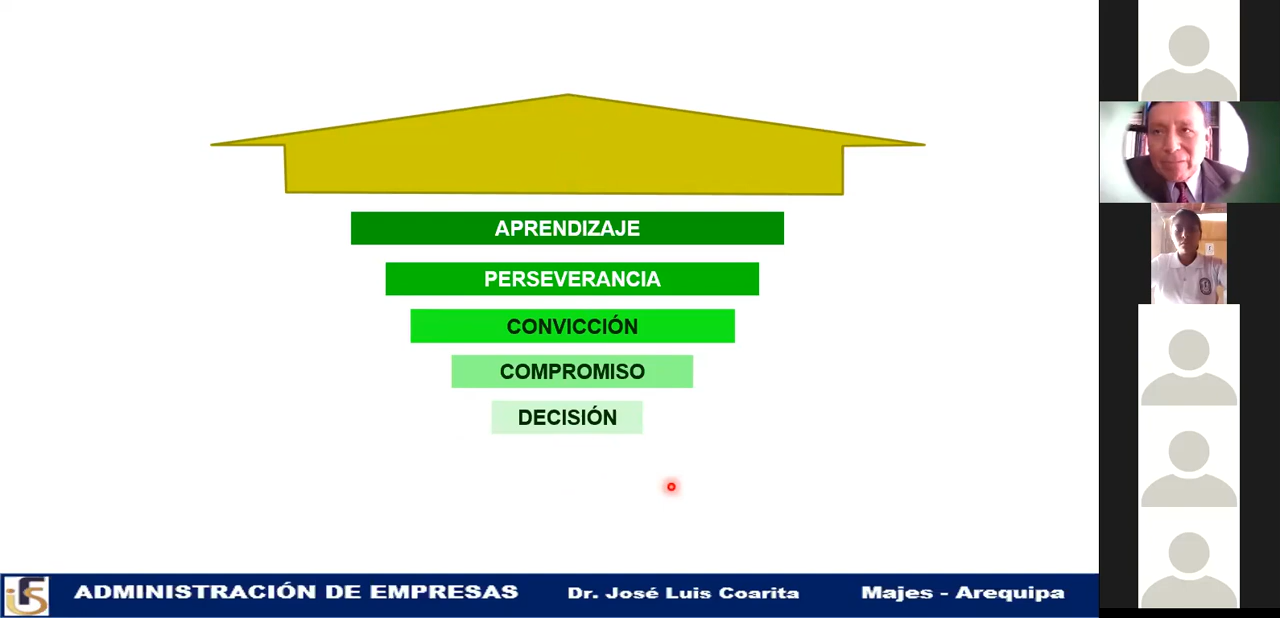 APRENDIZAJE
PERSEVERANCIA
CONVICCIÓN
COMPROMISO
DECISIÓN
ADMINISTRACIÓN DE EMPRESAS Dr. José Luis Coarita Majes - Arequipa